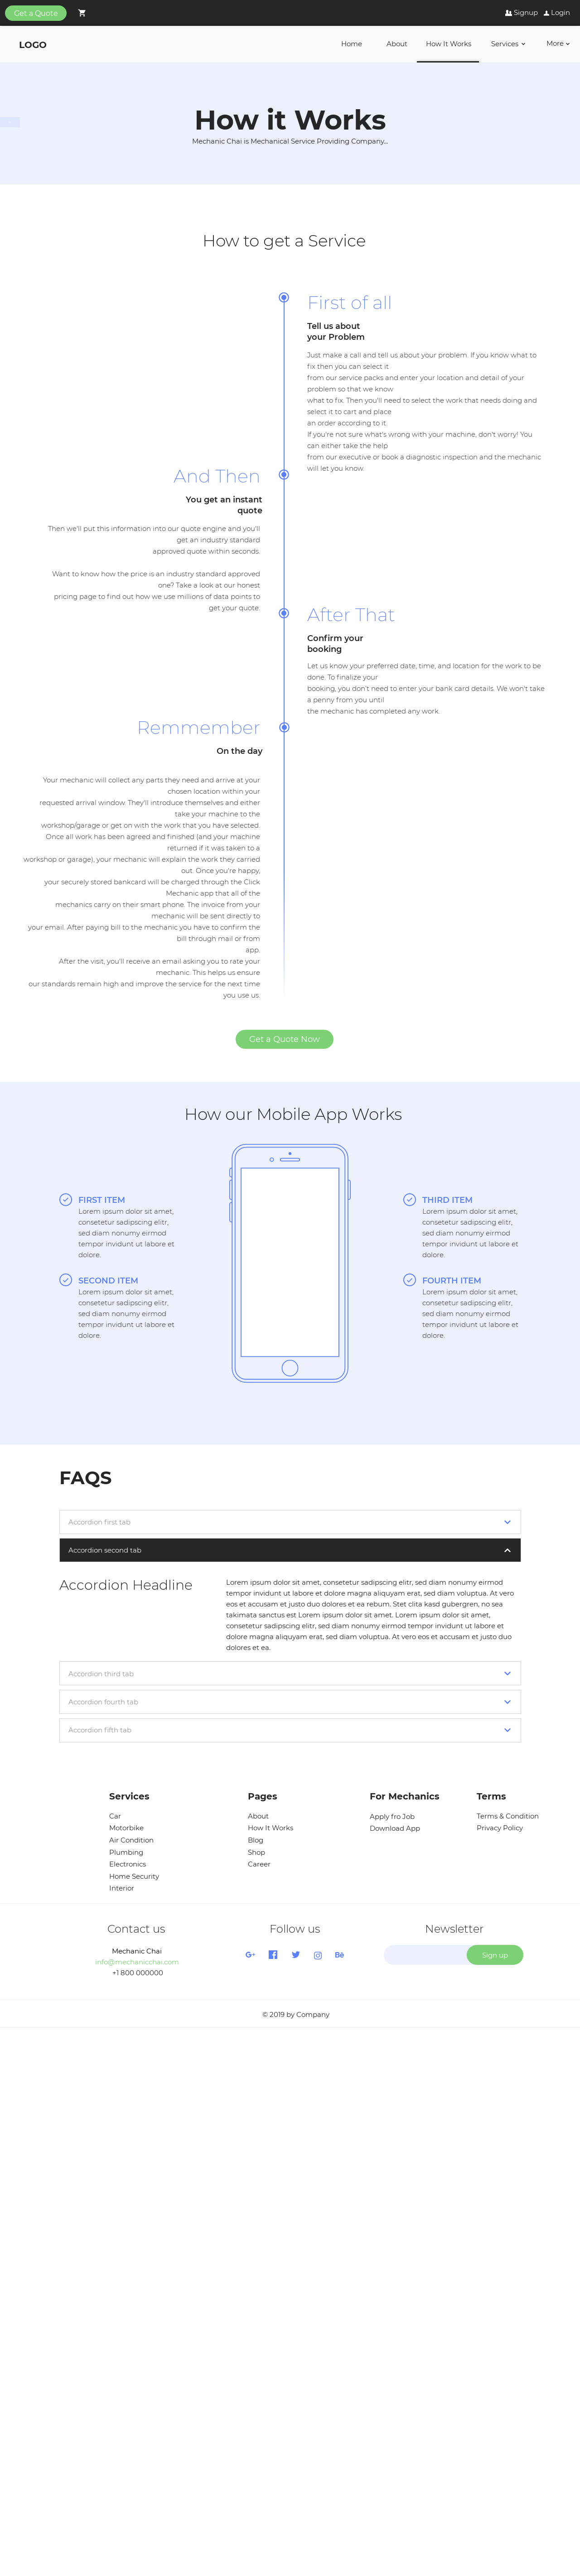 Get a Quote
Signup Login
LOGO
Home About How It Works Services More
How it Works
Mechanic Chai is Mechanical Service Providing Company...
How to get a Service
First of all
Tell us about
your Problem
Just make a call and tell us about your problem. If you know what to
fix then you can select it
from our service packs and enter your location and detail of your
problem so that we know
what to fix. Then you'll need to select the work that needs doing and
select it to cart and place
an order according to it.
If you're not sure what's wrong with your machine, don't worry! You
can either take the help
from our executive or book a diagnostic inspection and the mechanic
will let you know.
And Then
You get an instant
quote
Then we'll put this information into our quote engine and you'll
get an industry standard
approved quote within seconds.
Want to know how the price is an industry standard approved
one? Take a look at our honest
pricing page to find out how we use millions of data points to
get your quote.
After That
Confirm your
booking
Let us know your preferred date, time, and location for the work to be
done. To finalize your
booking, you don't need to enter your bank card details. We won't take
a penny from you until
the mechanic has completed any work.
Remmember
On the day
Your mechanic will collect any parts they need and arrive at your
chosen location within your
requested arrival window. They'll introduce themselves and either
take your machine to the
workshop/garage or get on with the work that you have selected.
Once all work has been agreed and finished (and your machine
returned if it was taken to a
workshop or garage), your mechanic will explain the work they carried
out. Once you're happy,
your securely stored bankcard will be charged through the Click
Mechanic app that all of the
mechanics carry on their smart phone. The invoice from your
mechanic will be sent directly to
your email. After paying bill to the mechanic you have to confirm the
bill through mail or from
app.
After the visit, you'll receive an email asking you to rate your
mechanic. This helps us ensure
our standards remain high and improve the service for the next time
you use us.
Get a Quote Now
How our Mobile App Works
FIRST ITEM
Lorem ipsum dolor sit amet,
consetetur sadipscing elitr,
sed diam nonumy eirmod
tempor invidunt ut labore et
dolore.
SECOND ITEM
Lorem ipsum dolor sit amet,
consetetur sadipscing elitr,
sed diam nonumy eirmod
tempor invidunt ut labore et
dolore.
THIRD ITEM
Lorem ipsum dolor sit amet,
consetetur sadipscing elitr,
sed diam nonumy eirmod
tempor invidunt ut labore et
dolore.
FOURTH ITEM
Lorem ipsum dolor sit amet,
consetetur sadipscing elitr,
sed diam nonumy eirmod
tempor invidunt ut labore et
dolore.
FAQS
Accordion first tab
Accordion second tab
Accordion Headline
Lorem ipsum dolor sit amet, consetetur sadipscing elitr, sed diam nonumy eirmod
tempor invidunt ut labore et dolore magna aliquyam erat, sed diam voluptua. At vero
eos et accusam et justo duo dolores et ea rebum. Stet clita kasd gubergren, no sea
takimata sanctus est Lorem ipsum dolor sit amet. Lorem ipsum dolor sit amet,
consetetur sadipscing elitr, sed diam nonumy eirmod tempor invidunt ut labore et
dolore magna aliquyam erat, sed diam voluptua. At vero eos et accusam et justo duo
dolores et ea.
Accordion third tab
Accordion fourth tab
Accordion fifth tab
Services
Car
Motorbike
Air Condition
Plumbing
Electronics
Home Security
Interior
Pages
About
How It Works
Blog
Shop
Career
For Mechanics
Apply fro Job
Download App
Terms
Terms & Condition
Privacy Policy
Contact us
Mechanic Chai
info@mechanicchai.com
+1 800 000000
Follow us
G+ Bē
Newsletter
Sign up
© 2019 by Company